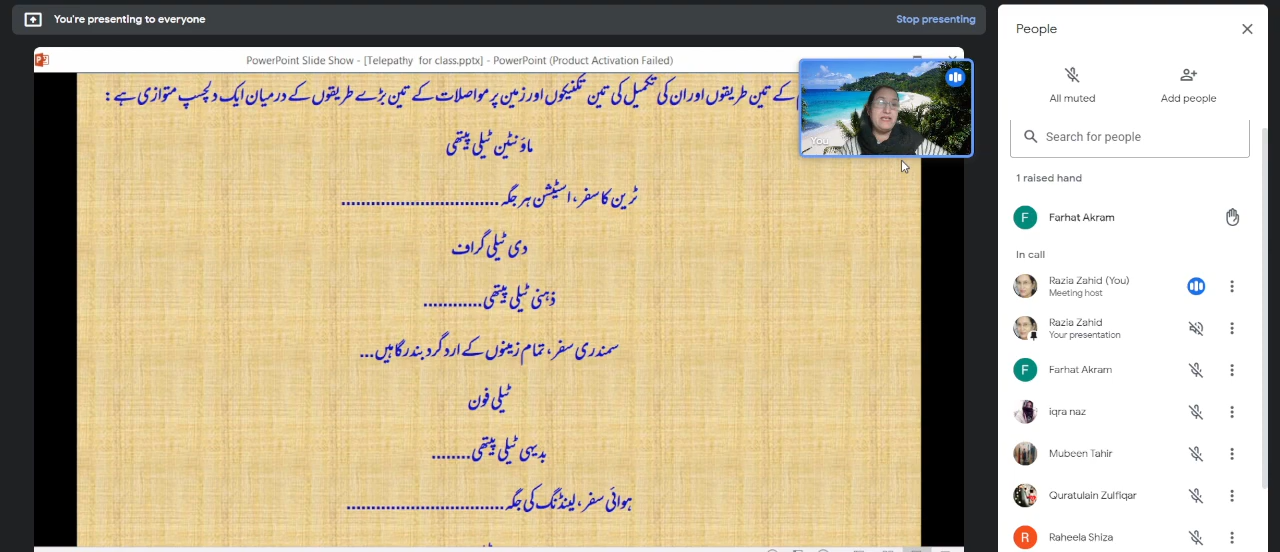 You're presenting to everyone
Stop presenting
PowerPoint Slide Show - [Telepathy for class.pptx] - PowerPoint (Product Activation Failed)
کے تین طریقوں اور ان کی تکمیل کی تین تکنیکوں اور زمین پر مواصلات کے تین بڑے طریقوں کے درمیان ایک دلچسپ متوازی ہے :
ماؤنٹین ٹیلی پیتھی
ٹرین کا سفر، اسٹیشن ہر جگہ...............................
دی ٹیلی گراف
ذہنی ٹیلی پیتھی............
سمندری سفر، تمام زمینوں کے ارد گرد بندرگاہیں...
ٹیلی فون
بدیہی ٹیلی پیتھی........
ہوائی سفر، لینڈنگ کی جگہ...............................
You
People
All muted
Add people
Search for people
1 raised hand
F
Farhat Akram
In call
Razia Zahid (You)
Meeting host
Razia Zahid
Your presentation
F
Farhat Akram
iqra naz
Mubeen Tahir
Quratulain Zulfiqar
R
Raheela Shiza